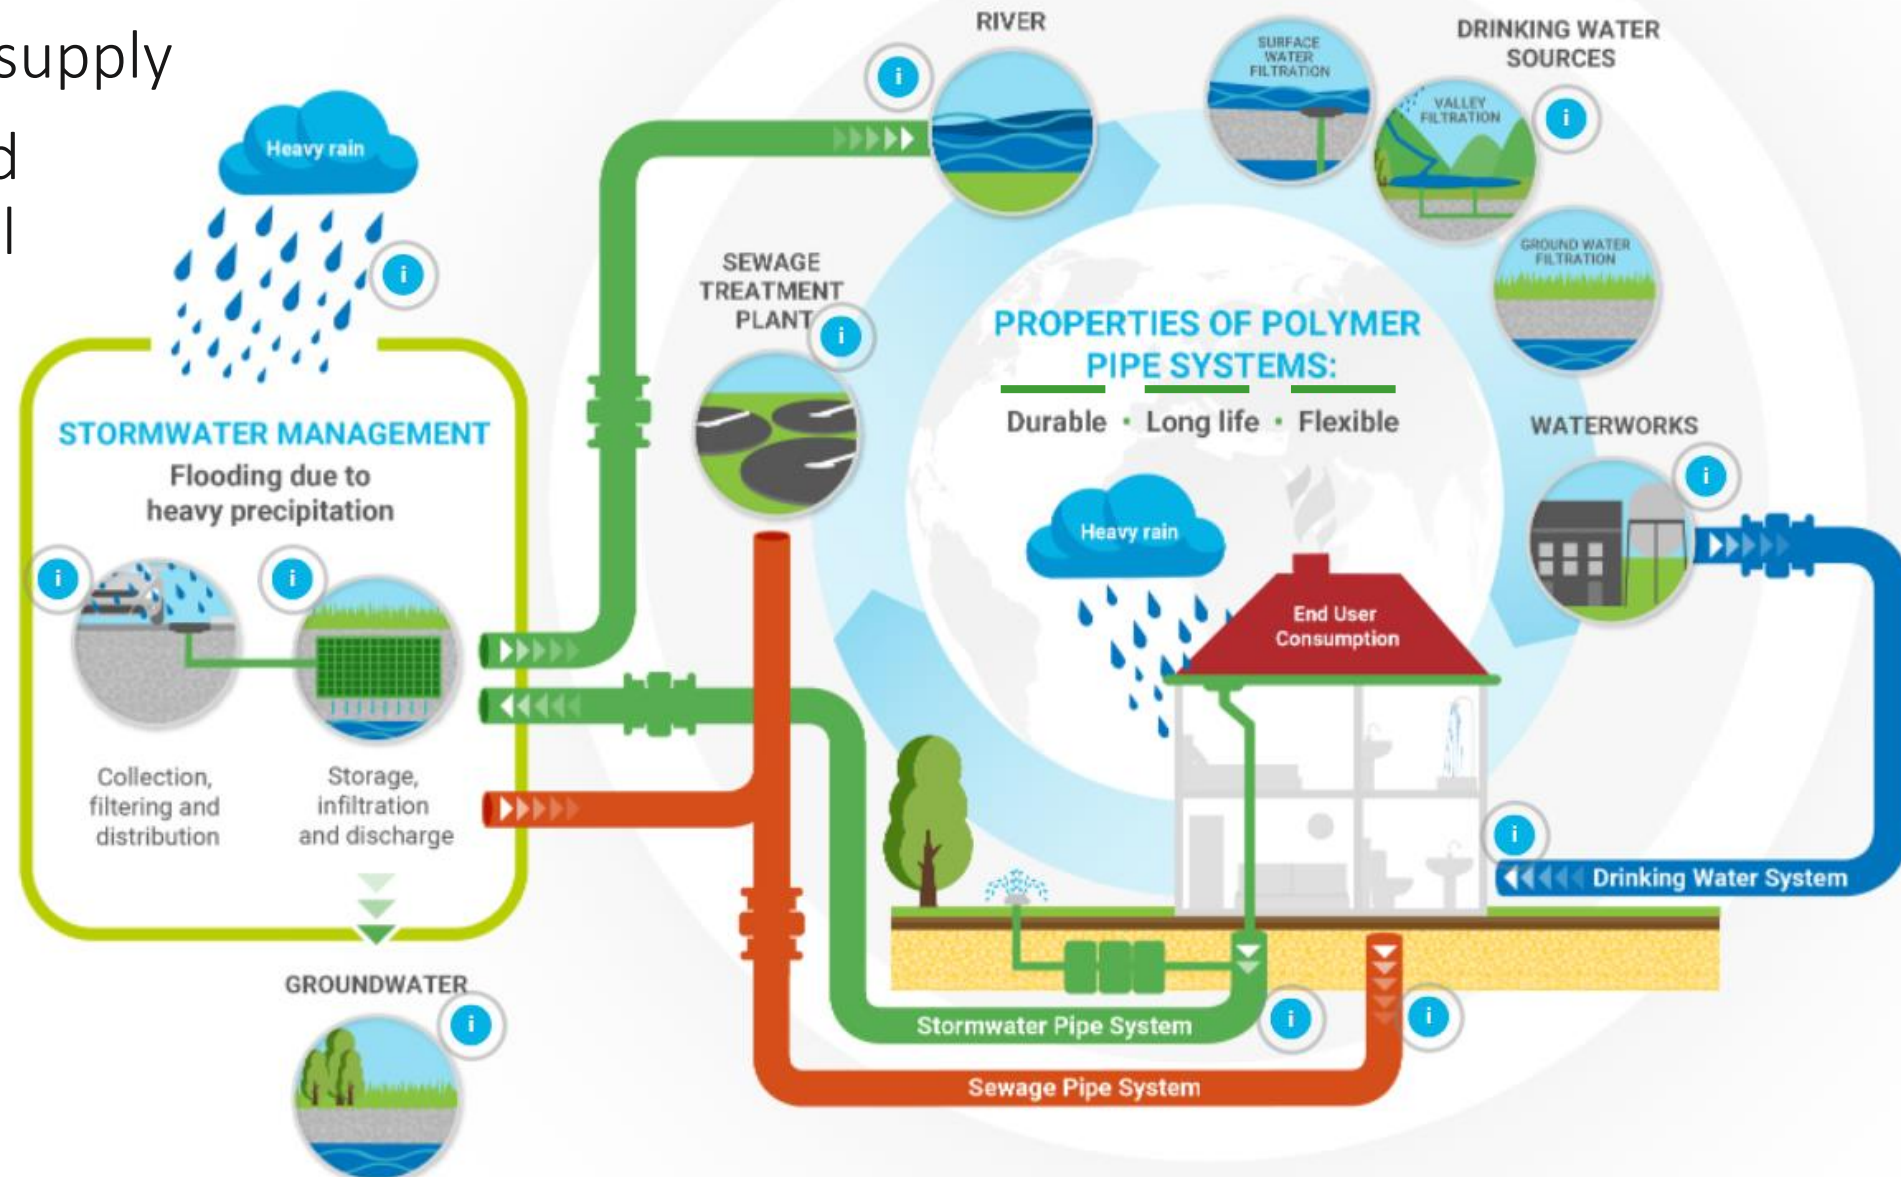 supply
d
l
RIVER
DRINKING WATER
SOURCES
SURFACE
WATER
FILTRATION
VALLEY
FILTRATION
GROUND WATER
FILTRATION
Heavy rain
i
i
i
SEWAGE
TREATMENT
PLANT
i
PROPERTIES OF POLYMER
PIPE SYSTEMS:
Durable • Long life • Flexible
WATERWORKS
i
STORMWATER MANAGEMENT
Flooding due to
heavy precipitation
i
i
Heavy rain
End User
Consumption
Collection,
filtering and
distribution
Storage,
infiltration
and discharge
i
Drinking Water System
GROUNDWATER
i
Stormwater Pipe System
i
i
Sewage Pipe System